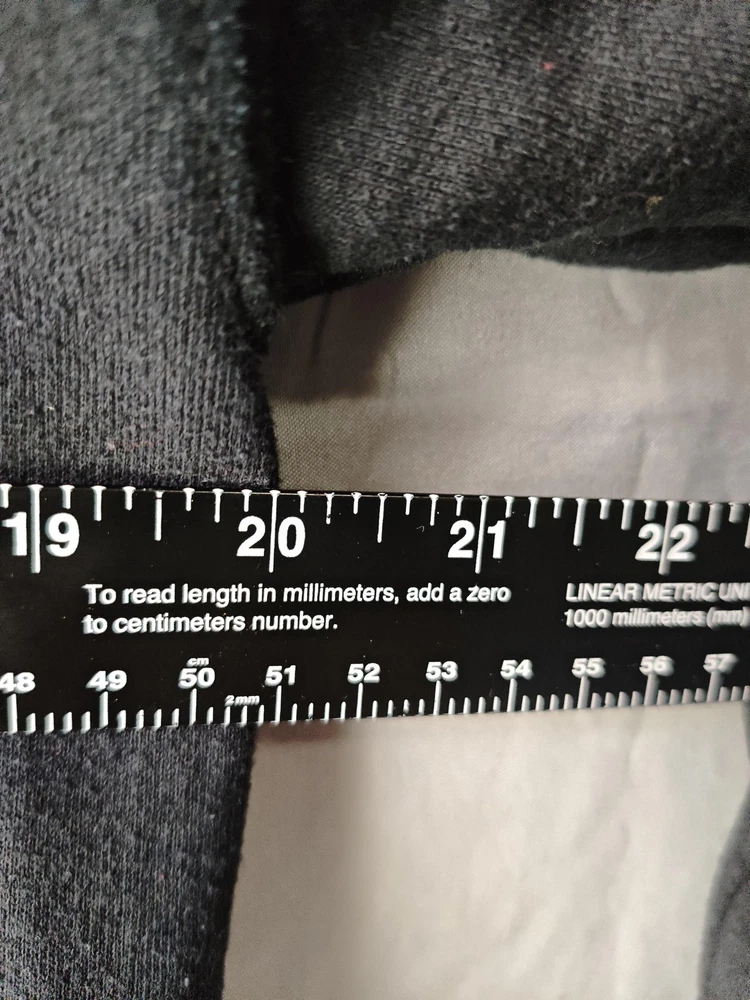 19 20 21 22
To read length in millimeters, add a zero
to centimeters number.
LINEAR METRIC UNI
1000 millimeters (mm)
cm
48 49 50 51 52 53 54 55 56 57
2mm